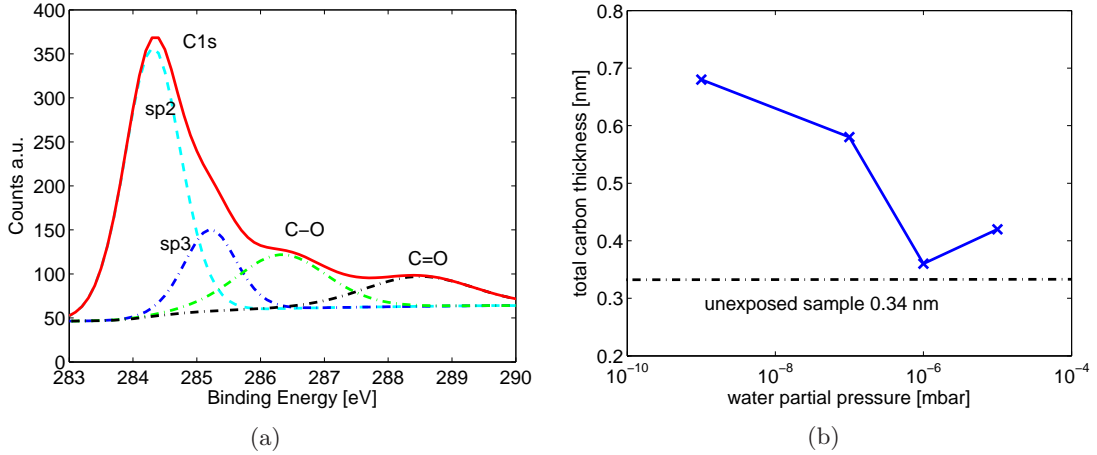 400
350
300
250
200
150
100
50
0
Counts a.u.
C1s
sp2
sp3
C−O
C=O
283 284 285 286 287 288 289 290
Binding Energy [eV]
(a)
0.8
0.7
0.6
0.5
0.4
0.3
0.2
total carbon thickness [nm]
unexposed sample 0.34 nm
10⁻¹⁰ 10⁻⁸ 10⁻⁶ 10⁻⁴
water partial pressure [mbar]
(b)